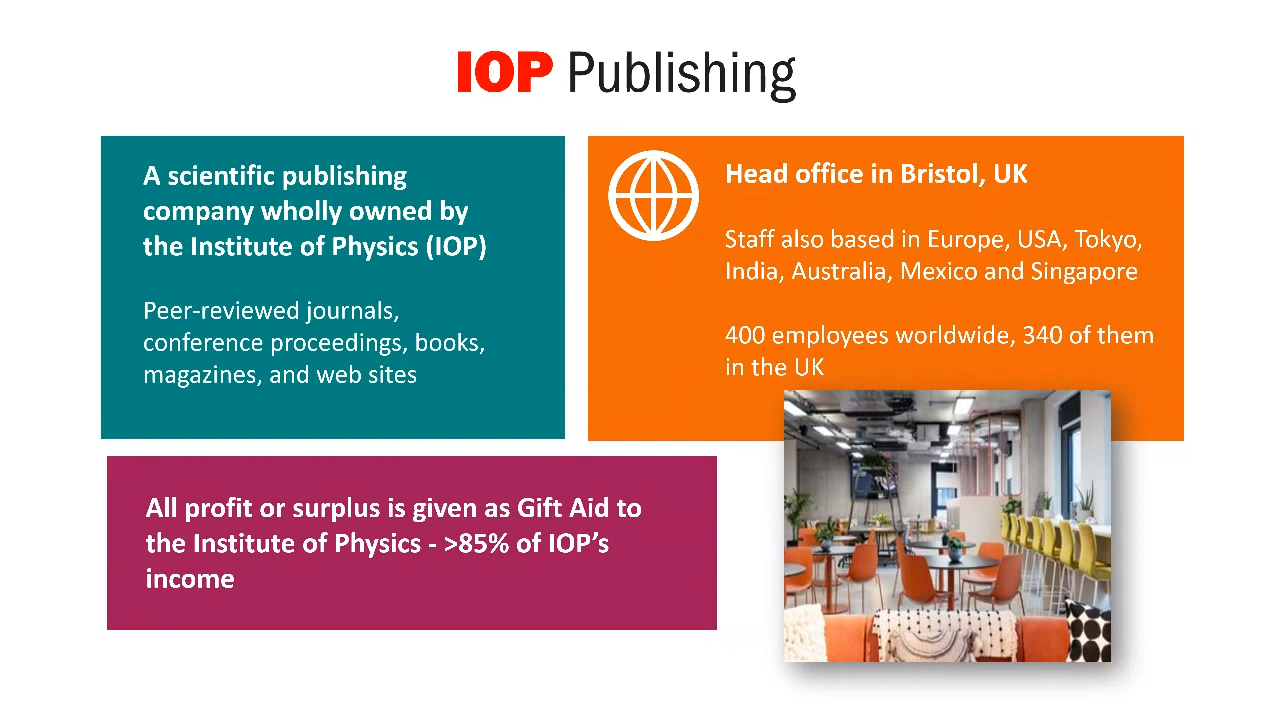 IOP Publishing
A scientific publishing
company wholly owned by
the Institute of Physics (IOP)
Peer-reviewed journals,
conference proceedings, books,
magazines, and web sites
Head office in Bristol, UK
Staff also based in Europe, USA, Tokyo,
India, Australia, Mexico and Singapore
400 employees worldwide, 340 of them
in the UK
All profit or surplus is given as Gift Aid to
the Institute of Physics - >85% of IOP’s
income